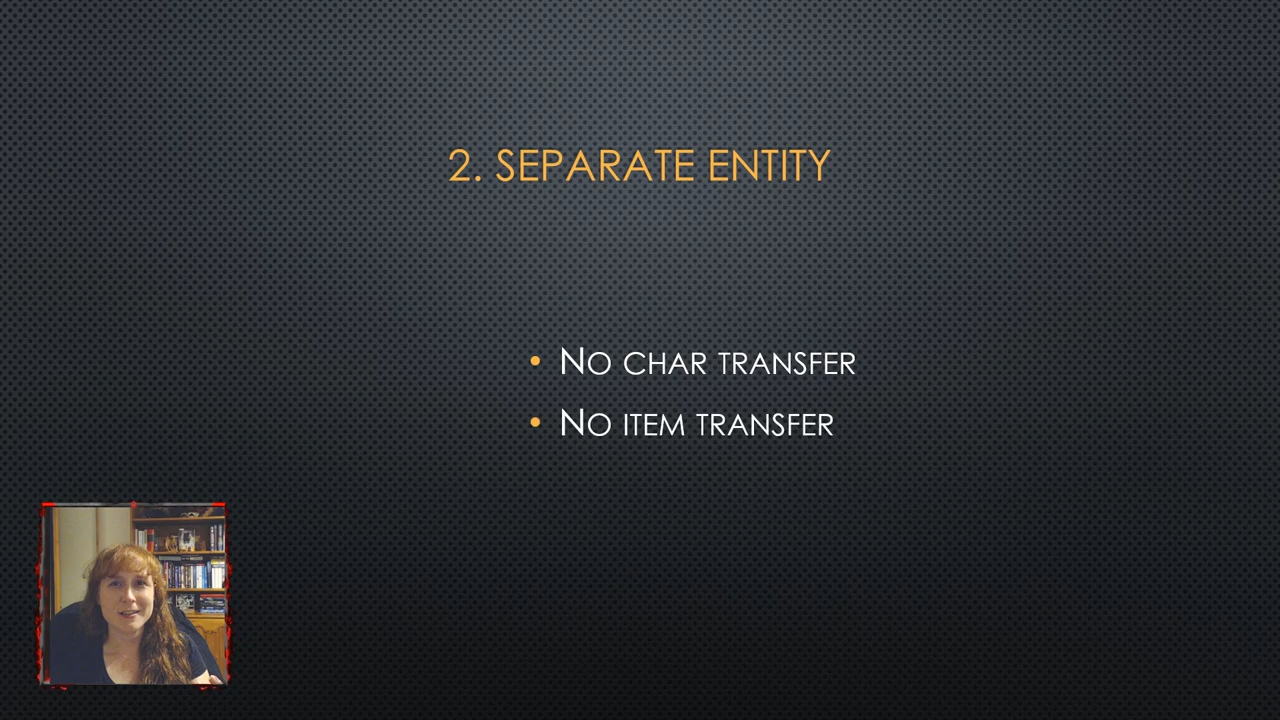 2. SEPARATE ENTITY
• NO CHAR TRANSFER
• NO ITEM TRANSFER